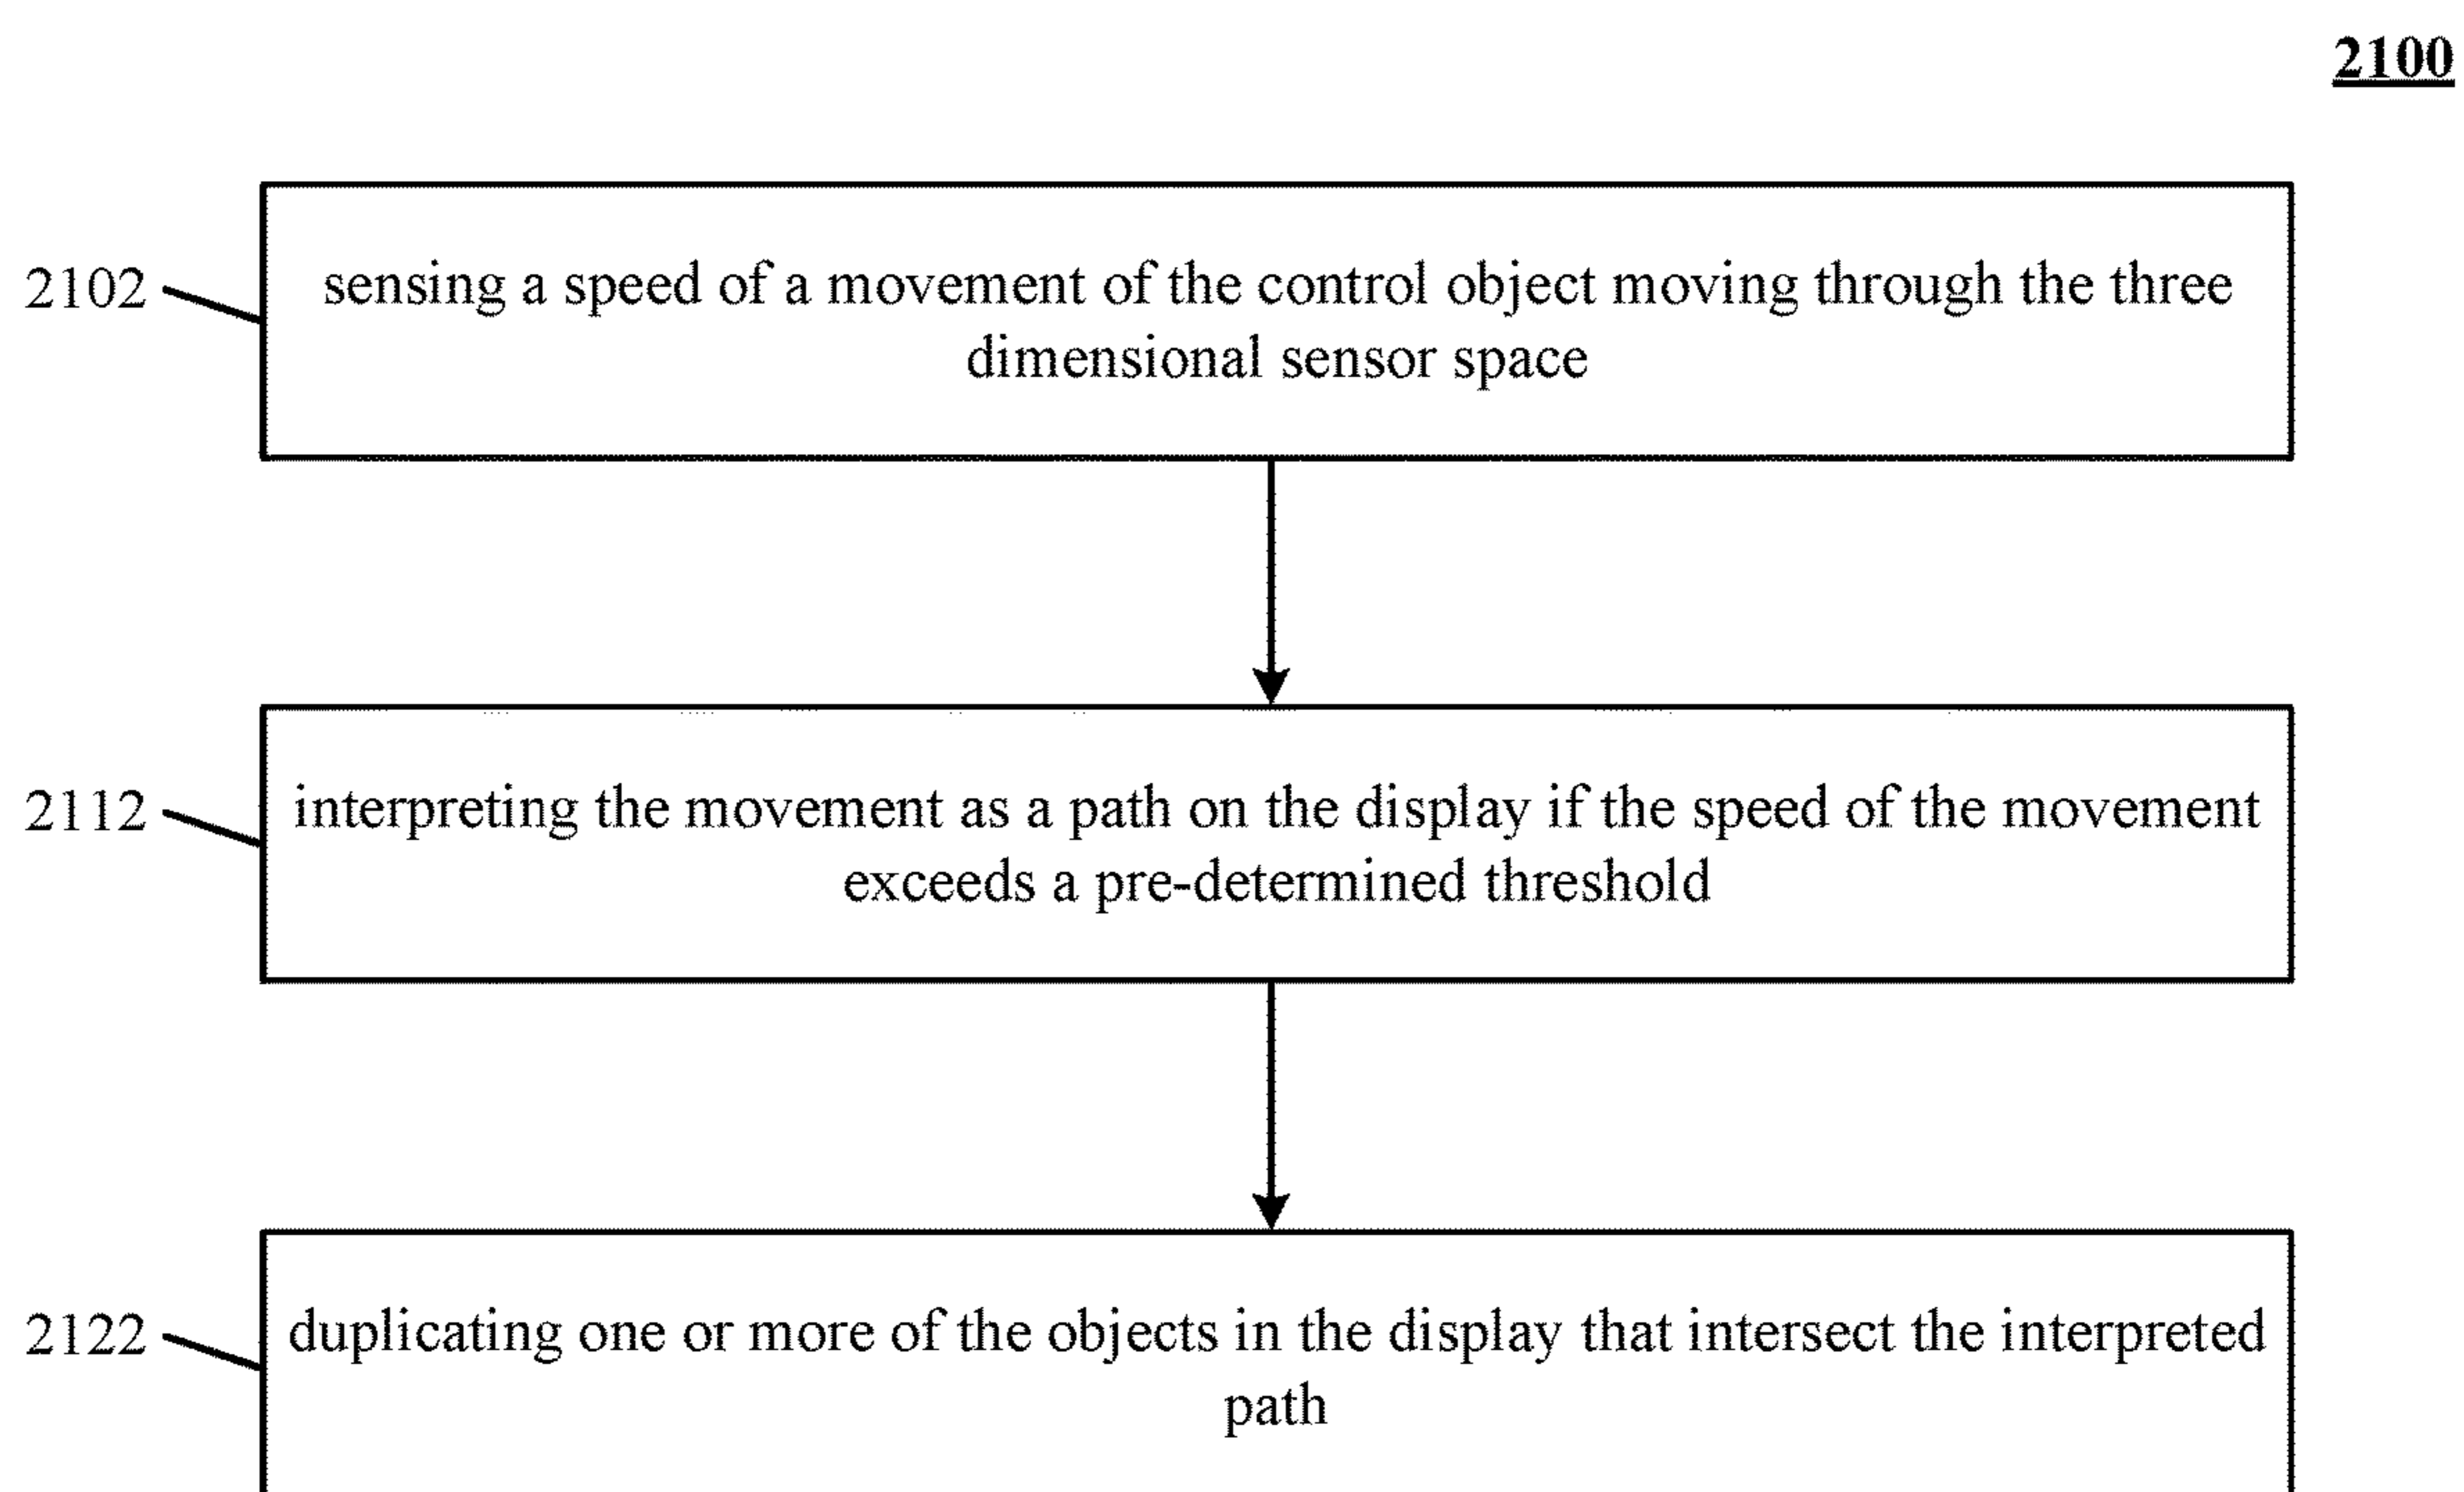 2100
2102
sensing a speed of a movement of the control object moving through the three
dimensional sensor space
2112
interpreting the movement as a path on the display if the speed of the movement
exceeds a pre-determined threshold
2122
duplicating one or more of the objects in the display that intersect the interpreted
path